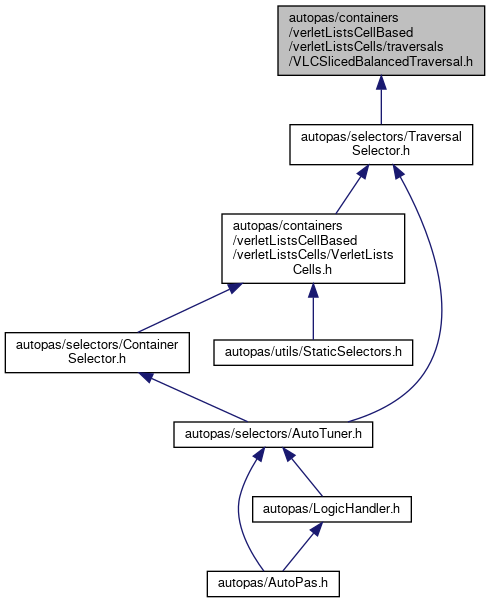 autopas/containers
/verletListsCellBased
/verletListsCells/traversals
/VLCSlicedBalancedTraversal.h
autopas/selectors/Traversal
Selector.h
autopas/containers
/verletListsCellBased
/verletListsCells/VerletLists
Cells.h
autopas/selectors/Container
Selector.h
autopas/utils/StaticSelectors.h
autopas/selectors/AutoTuner.h
autopas/LogicHandler.h
autopas/AutoPas.h